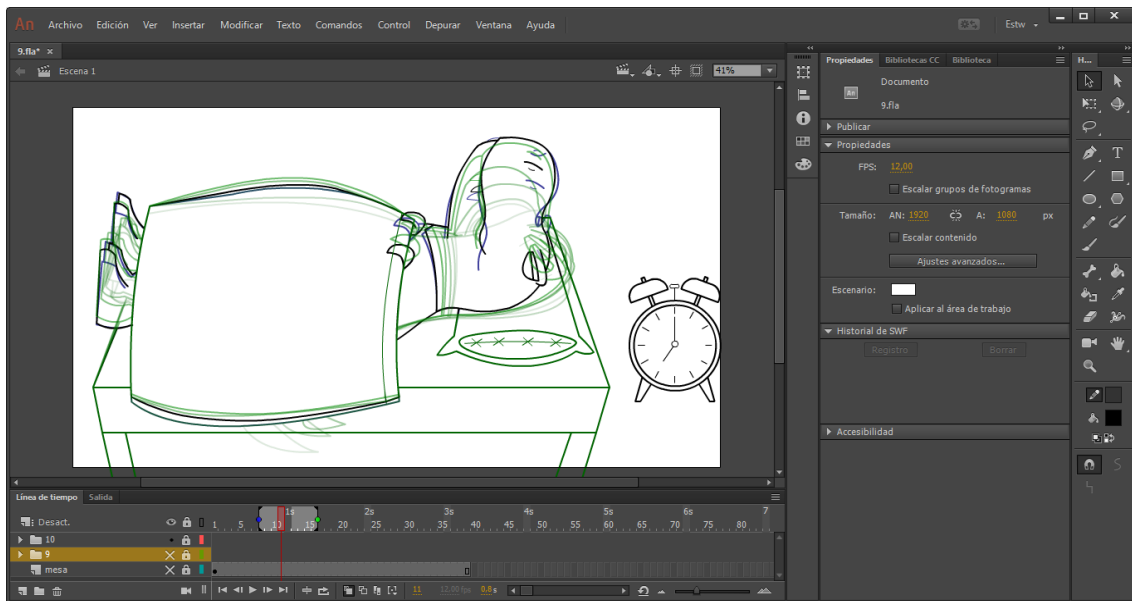 An Archivo Edición Ver Insertar Modificar Texto Comandos Control Depurar Ventana Ayuda Estw
9.fla* ×
Escena 1 41%
Propiedades Bibliotecas CC Biblioteca H...
Documento
An 9.fla
Publicar
Propiedades
FPS: 12,00
Escalar grupos de fotogramas
Tamaño: AN: 1920 A: 1080 px
Escalar contenido
Ajustes avanzados...
Escenario:
Aplicar al área de trabajo
Historial de SWF
Registro Borrar
Accesibilidad
Línea de tiempo Salida
1s 2s 3s 4s 5s 6s 7
Desact. 1 5 10 15 20 25 30 35 40 45 50 55 60 65 70 75 80
10
9
mesa
11 12,00 fps 0,8 s